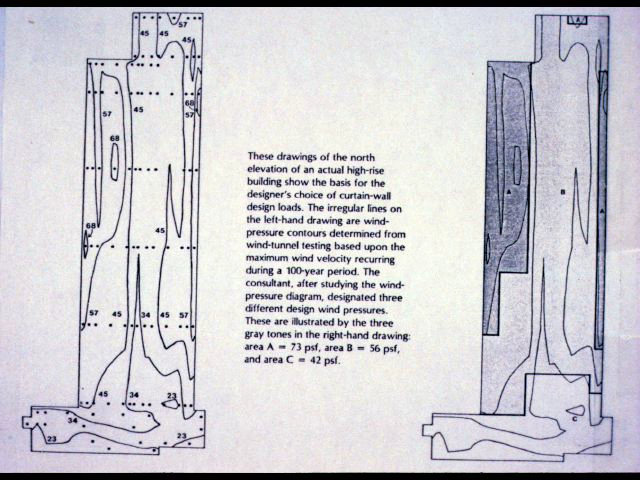 57
45
45
45
57
45
68
57
68
68
45
57
45
34
45
57
45
34
23
34
23
23
These drawings of the north
elevation of an actual high-rise
building show the basis for the
designer's choice of curtain-wall
design loads. The irregular lines on
the left-hand drawing are wind-
pressure contours determined from
wind-tunnel testing based upon the
maximum wind velocity recurring
during a 100-year period. The
consultant, after studying the wind-
pressure diagram, designated three
different design wind pressures.
These are illustrated by the three
gray tones in the right-hand drawing:
area A = 73 psf, area B = 56 psf,
and area C = 42 psf.
A
A
B
A
C